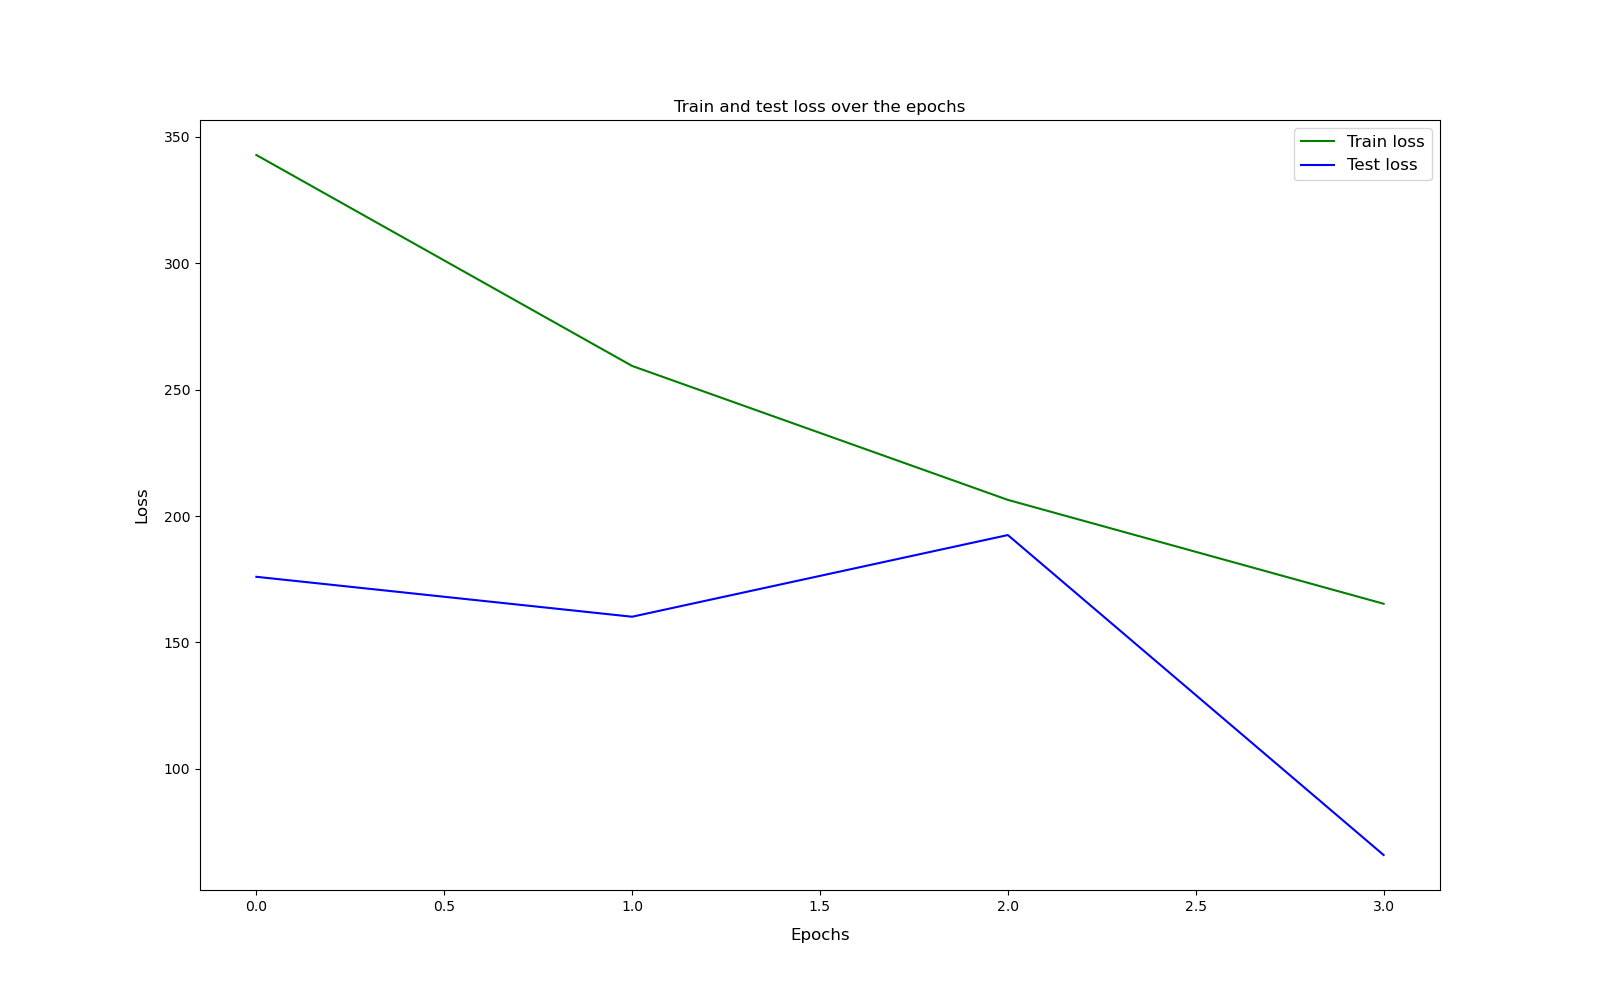 Train and test loss over the epochs
Train loss
Test loss
350
300
250
200
150
100
Loss
0.0 0.5 1.0 1.5 2.0 2.5 3.0
Epochs